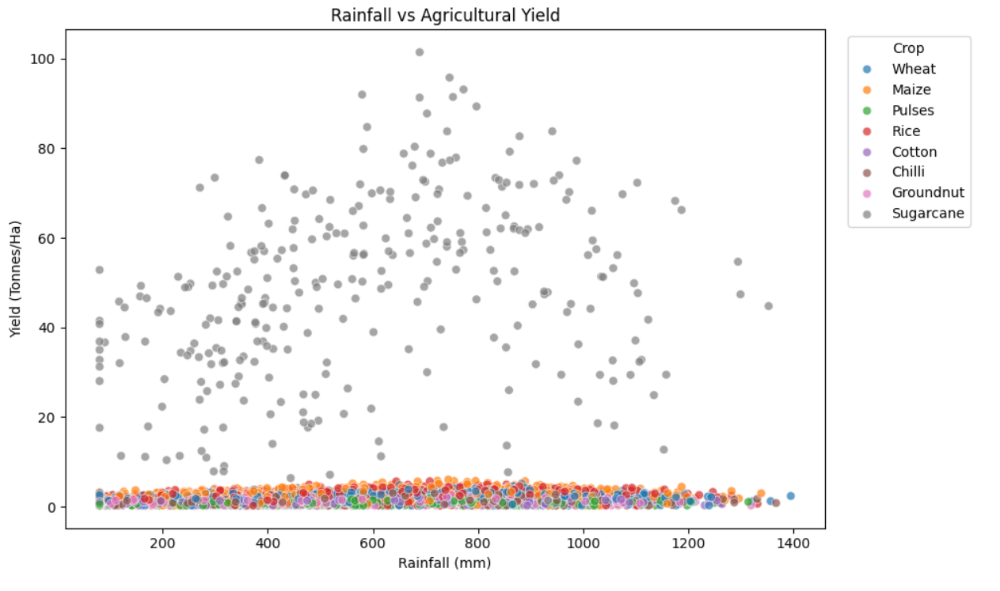 Rainfall vs Agricultural Yield
Yield (Tonnes/Ha)
100
80
60
40
20
0
200 400 600 800 1000 1200 1400
Rainfall (mm)
Crop
Wheat
Maize
Pulses
Rice
Cotton
Chilli
Groundnut
Sugarcane